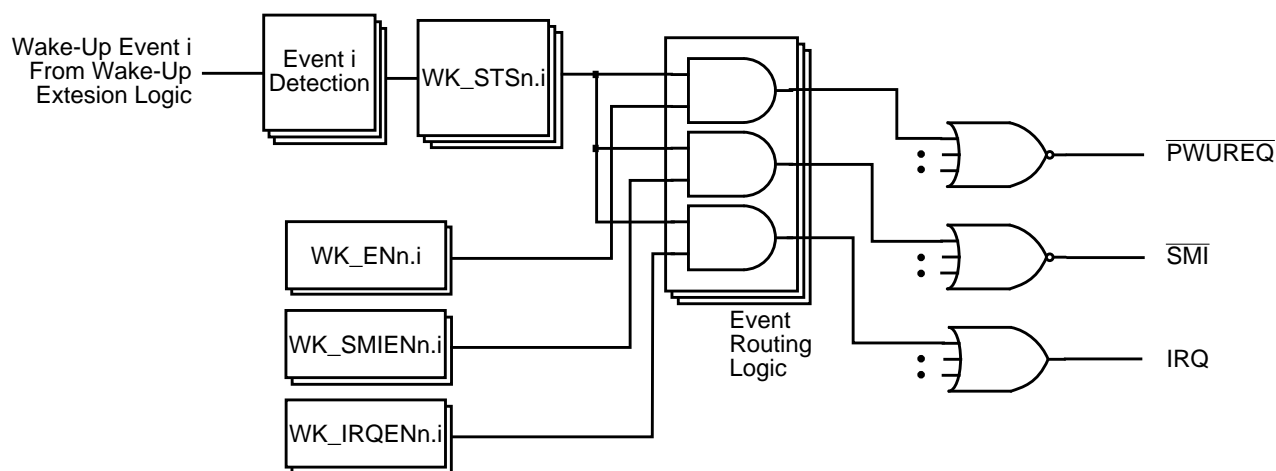 Wake-Up Event i
From Wake-Up
Extesion Logic
Event i
Detection
WK_STSn.i
WK_ENn.i
WK_SMIENn.i
WK_IRQENn.i
Event
Routing
Logic
PWUREQ
SMI
IRQ